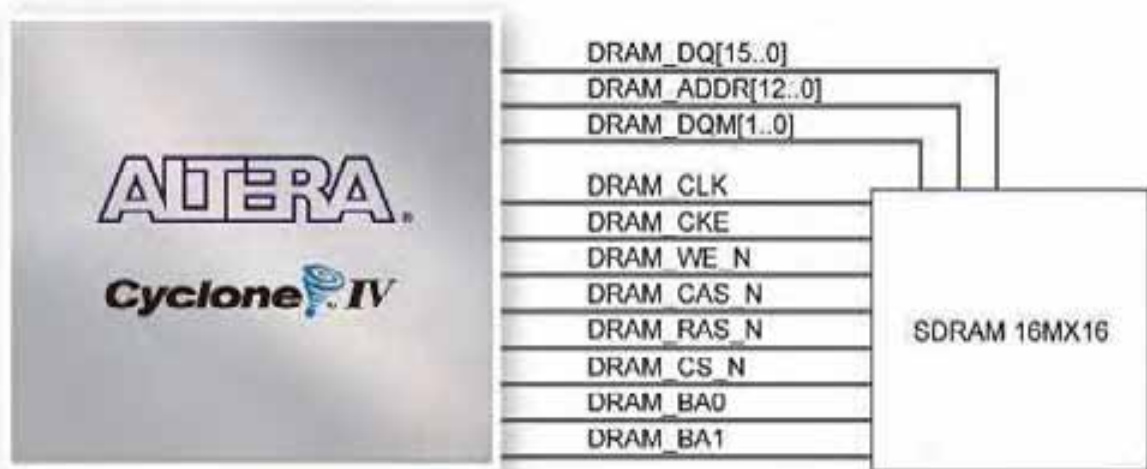 DRAM_DQ[15..0]
DRAM_ADDR[12..0]
DRAM_DQM[1..0]
DRAM_CLK
DRAM_CKE
DRAM_WE_N
DRAM_CAS_N
DRAM_RAS_N
DRAM_CS_N
DRAM_BA0
DRAM_BA1
ALTERA®
Cyclone IV
SDRAM 16MX16